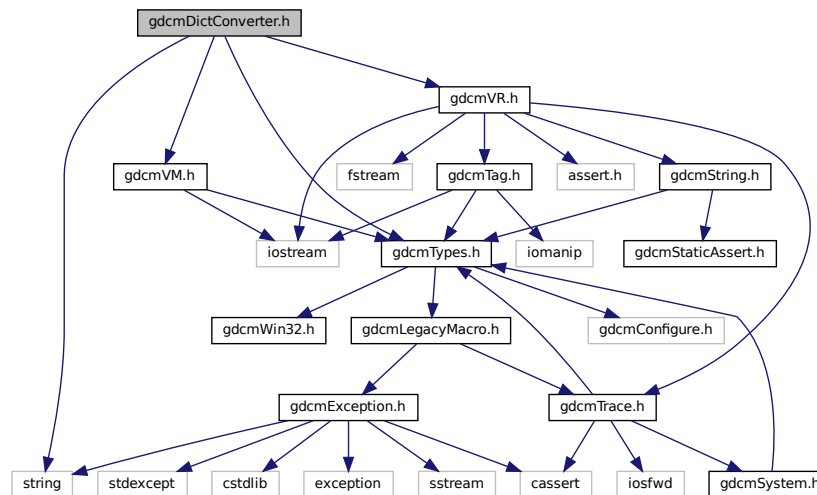 gdcmDictConverter.h
gdcmVR.h
gdcmVM.h
fstream
gdcmTag.h
assert.h
gdcmString.h
iostream
gdcmTypes.h
iomanip
gdcmStaticAssert.h
gdcmWin32.h
gdcmLegacyMacro.h
gdcmConfigure.h
gdcmException.h
gdcmTrace.h
string
stdexcept
cstdlib
exception
sstream
cassert
iosfwd
gdcmSystem.h